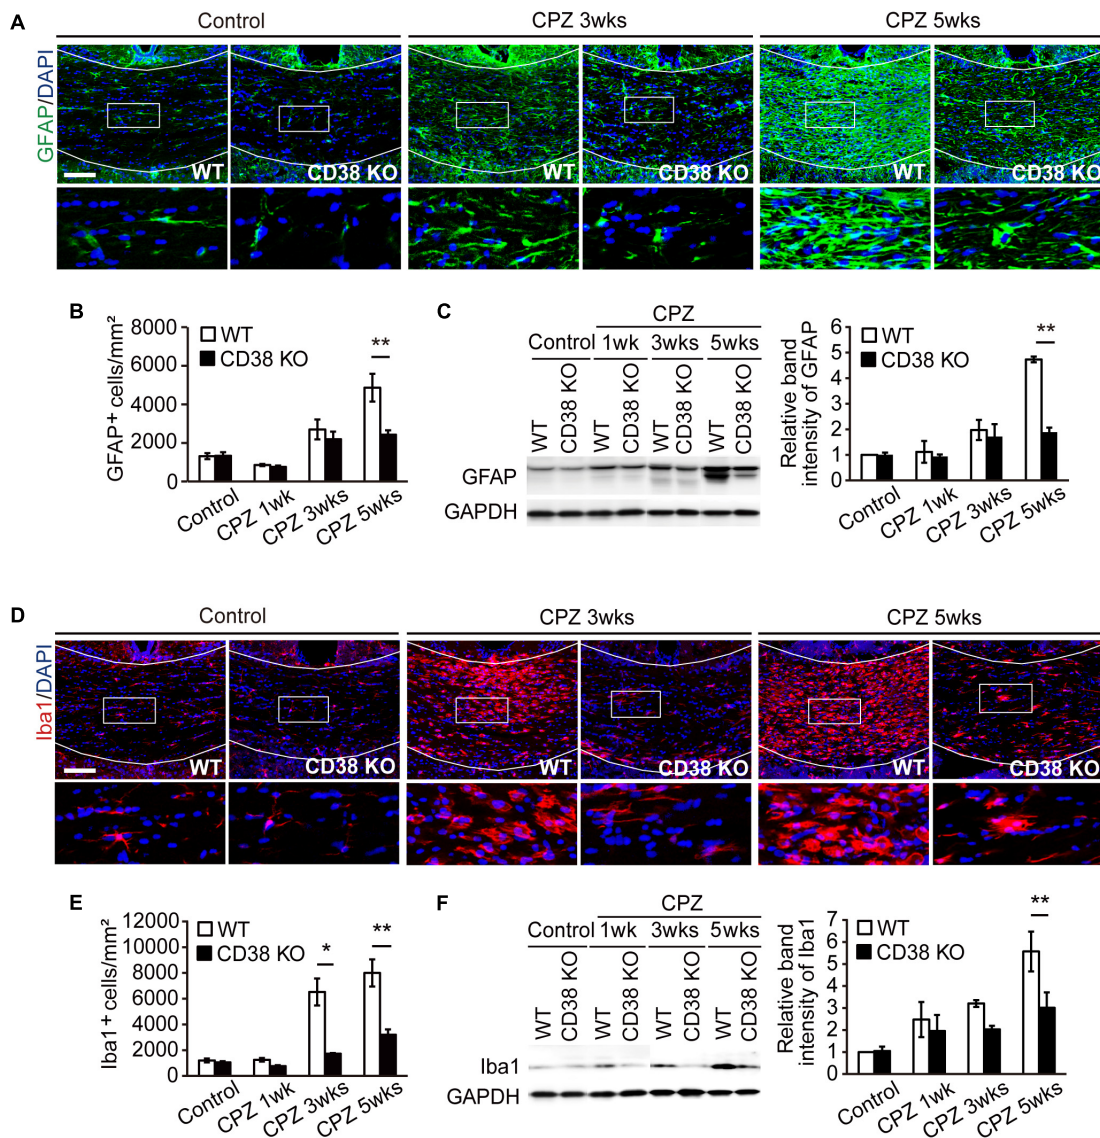 A
Control
CPZ 3wks
CPZ 5wks
GFAP/DAPI
WT
CD38 KO
WT
CD38 KO
WT
CD38 KO
B
GFAP⁺ cells/mm²
8000
6000
4000
2000
0
WT
CD38 KO
**
Control
CPZ 1wk
CPZ 3wks
CPZ 5wks
C
CPZ
Control
1wk
3wks
5wks
WT
CD38 KO
WT
CD38 KO
WT
CD38 KO
WT
CD38 KO
GFAP
GAPDH
Relative band
intensity of GFAP
6
5
4
3
2
1
0
WT
CD38 KO
**
Control
CPZ 1wk
CPZ 3wks
CPZ 5wks
D
Control
CPZ 3wks
CPZ 5wks
Iba1/DAPI
WT
CD38 KO
WT
CD38 KO
WT
CD38 KO
E
Iba1⁺ cells/mm²
12000
10000
8000
6000
4000
2000
0
WT
CD38 KO
*
**
Control
CPZ 1wk
CPZ 3wks
CPZ 5wks
F
CPZ
Control
1wk
3wks
5wks
WT
CD38 KO
WT
CD38 KO
WT
CD38 KO
WT
CD38 KO
Iba1
GAPDH
Relative band
intensity of Iba1
7
6
5
4
3
2
1
0
WT
CD38 KO
**
Control
CPZ 1wk
CPZ 3wks
CPZ 5wks